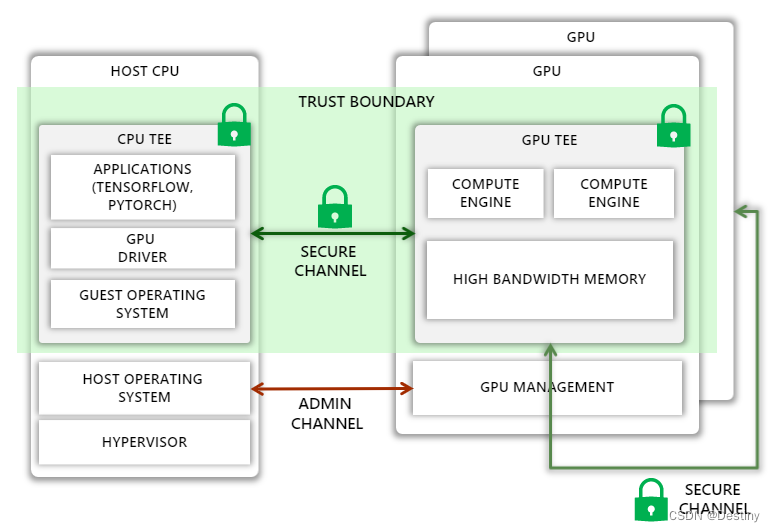 GPU
HOST CPU
GPU
TRUST BOUNDARY
CPU TEE
GPU TEE
APPLICATIONS
(TENSORFLOW,
PYTORCH)
COMPUTE
ENGINE
COMPUTE
ENGINE
GPU
DRIVER
SECURE
CHANNEL
HIGH BANDWIDTH MEMORY
GUEST OPERATING
SYSTEM
HOST OPERATING
SYSTEM
ADMIN
CHANNEL
GPU MANAGEMENT
HYPERVISOR
SECURE
CHANNEL
CSDN @Destiny